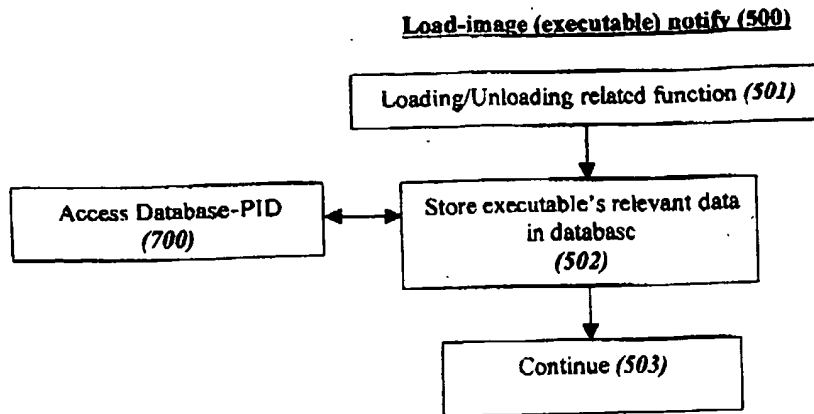 Load-image (executable) notify (500)
Loading/Unloading related function (501)
Access Database-PID
(700)
Store executable's relevant data
in database
(502)
Continue (503)